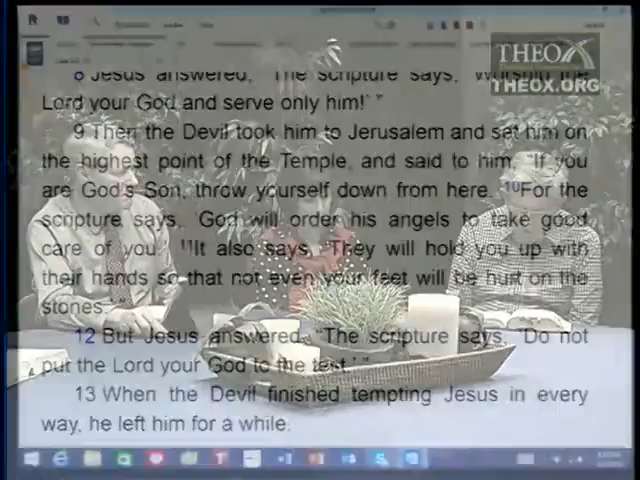 THEOX
THEOX.ORG
8 Jesus answered, "The scripture says, 'Worship the
Lord your God and serve only him!' "
9 Then the Devil took him to Jerusalem and set him on
the highest point of the Temple, and said to him, "If you
are God's Son, throw yourself down from here. 10For the
scripture says, 'God will order his angels to take good
care of you.' 11It also says, 'They will hold you up with
their hands so that not even your feet will be hurt on the
stones.' "
12 But Jesus answered, "The scripture says, 'Do not
put the Lord your God to the test.' "
13 When the Devil finished tempting Jesus in every
way, he left him for a while.